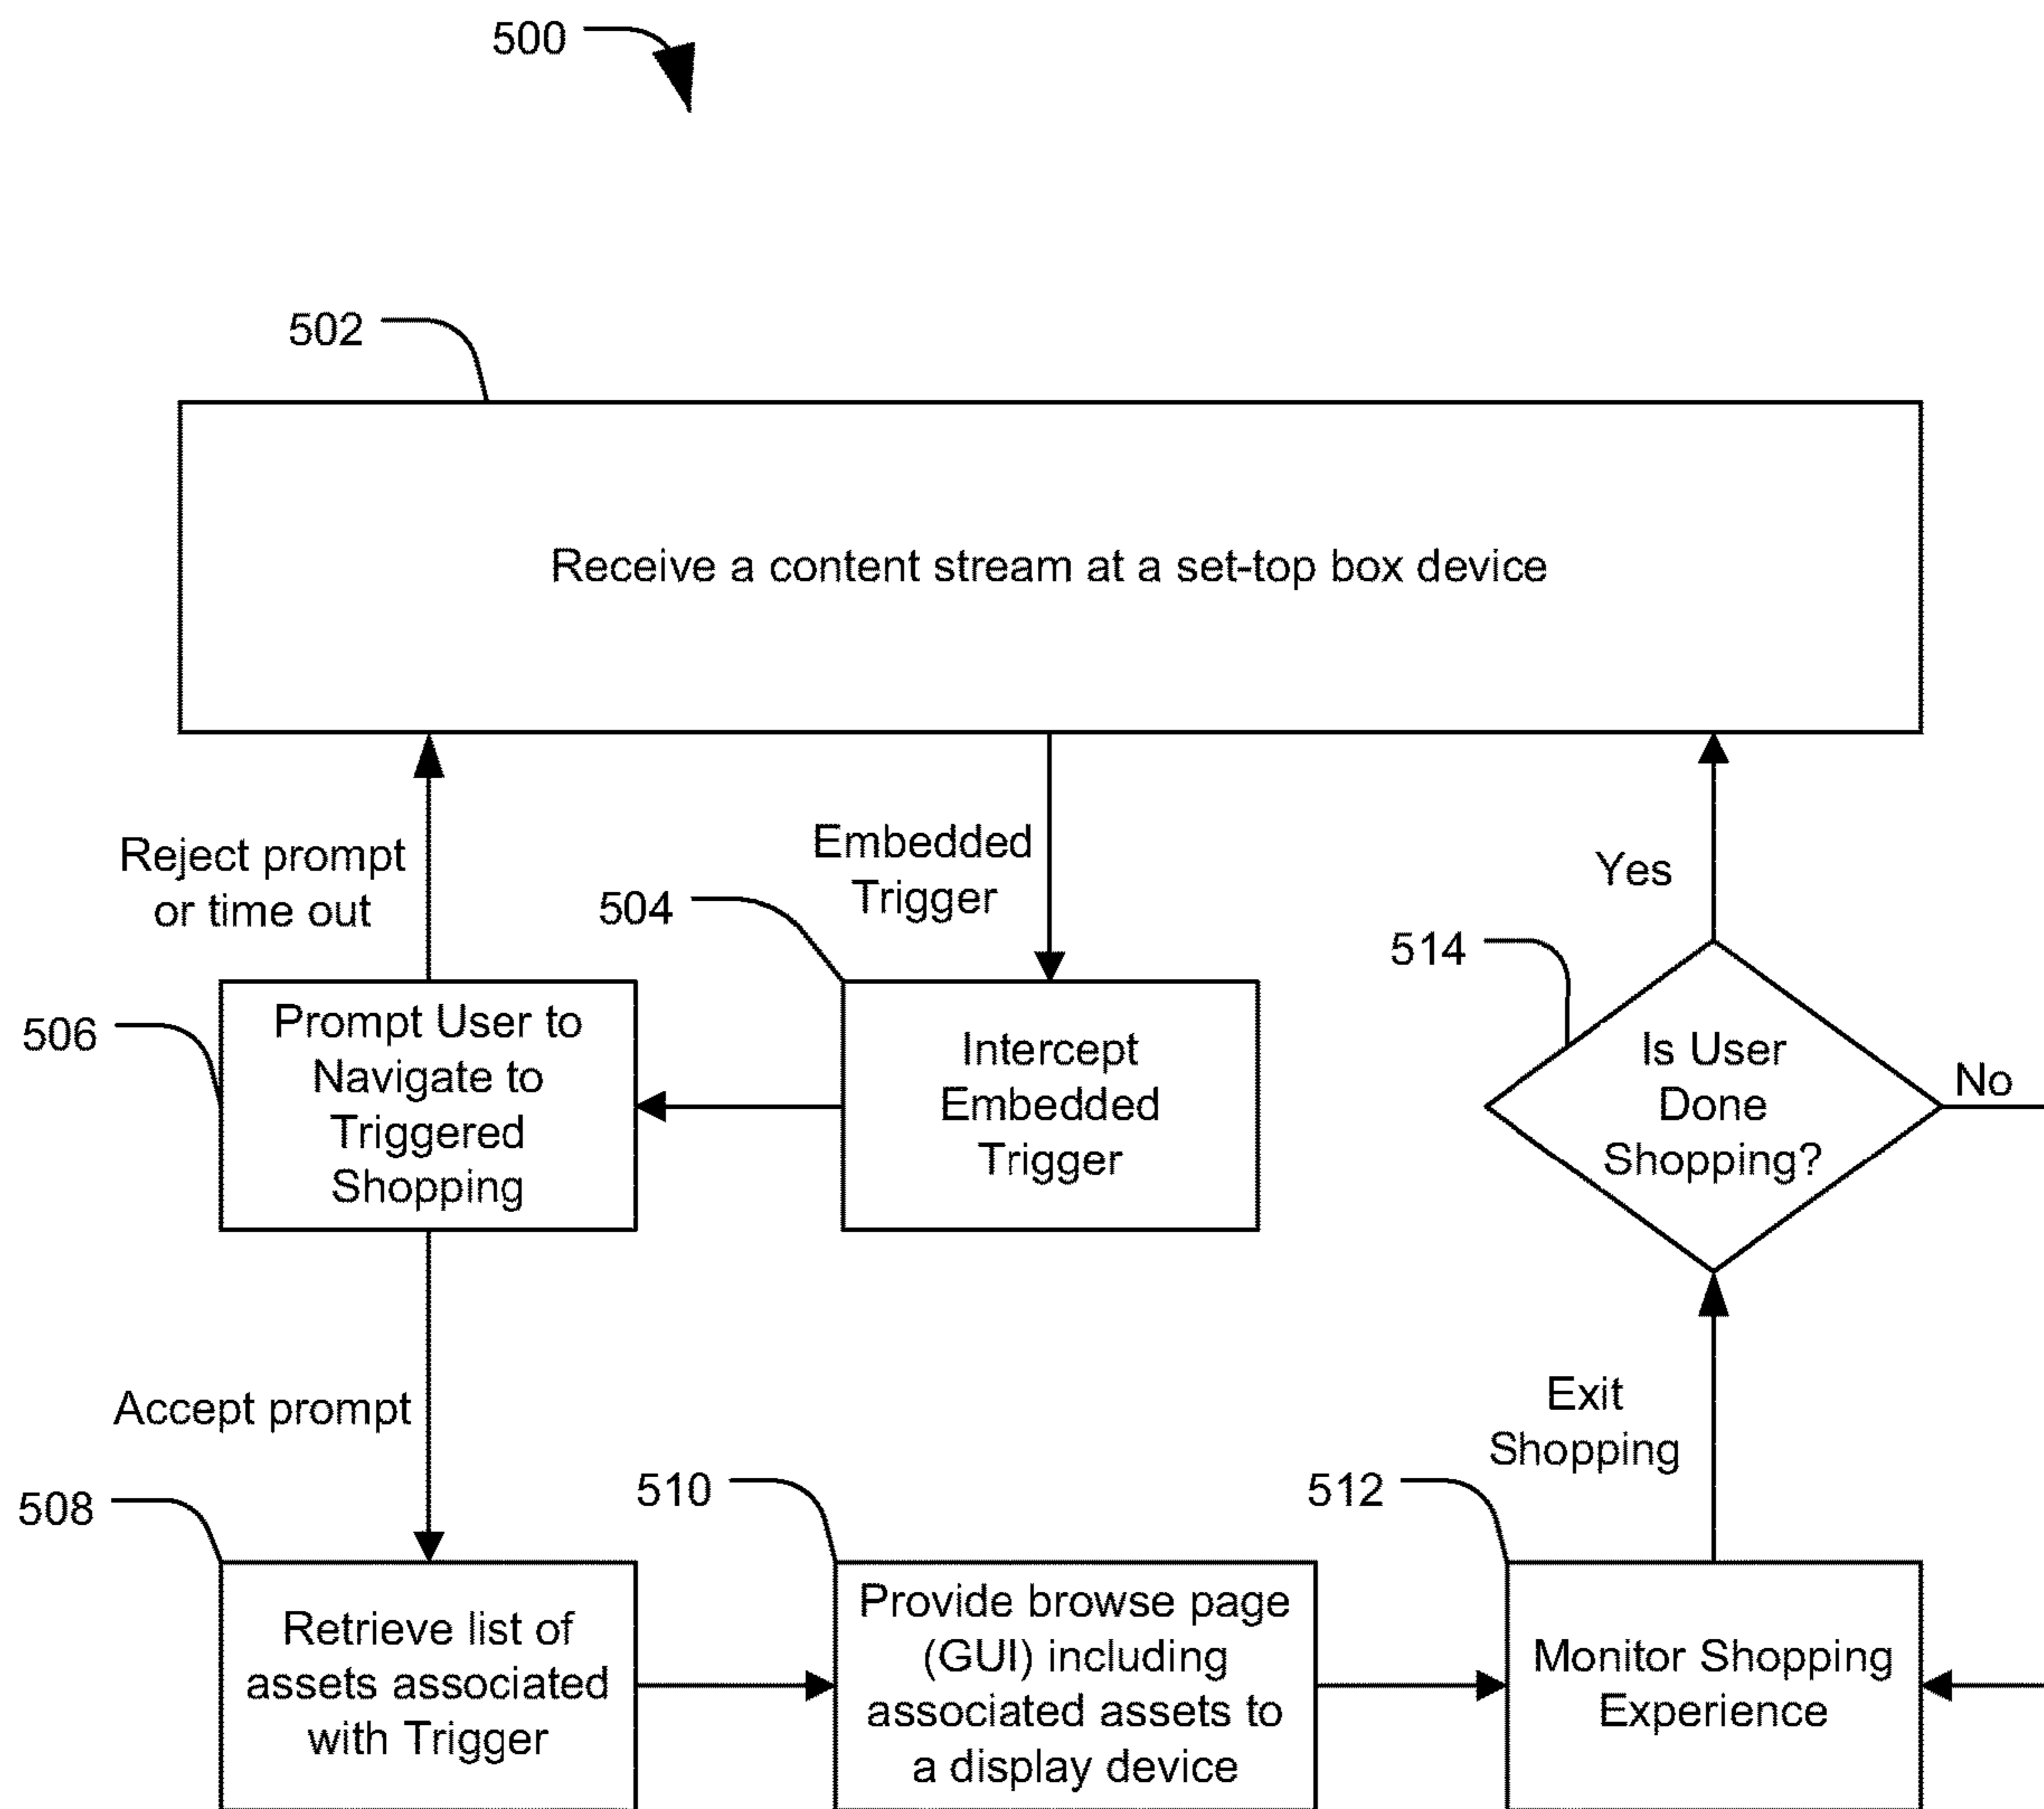 500
502
Receive a content stream at a set-top box device
Reject prompt
or time out
Embedded
Trigger
Yes
504
514
506
Prompt User to
Navigate to
Triggered
Shopping
Intercept
Embedded
Trigger
Is User
Done
Shopping?
No
Accept prompt
Exit
Shopping
508
510
512
Retrieve list of
assets associated
with Trigger
Provide browse page
(GUI) including
associated assets to
a display device
Monitor Shopping
Experience